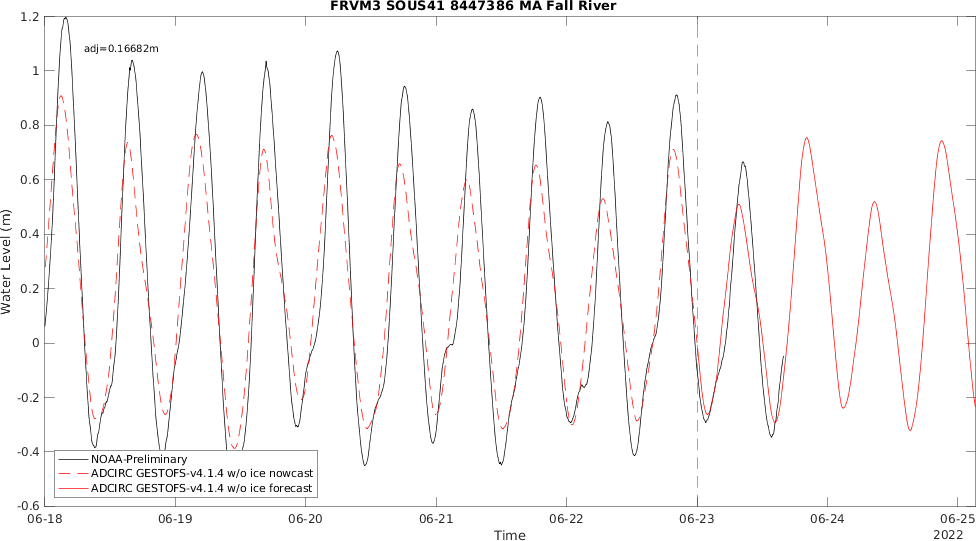 FRVM3 SOUS41 8447386 MA Fall River
adj=0.16682m
1.2
1
0.8
0.6
0.4
0.2
0
-0.2
-0.4
-0.6
Water Level (m)
NOAA-Preliminary
ADCIRC GESTOFS-v4.1.4 w/o ice nowcast
ADCIRC GESTOFS-v4.1.4 w/o ice forecast
06-18 06-19 06-20 06-21 06-22 06-23 06-24 06-25
Time
2022